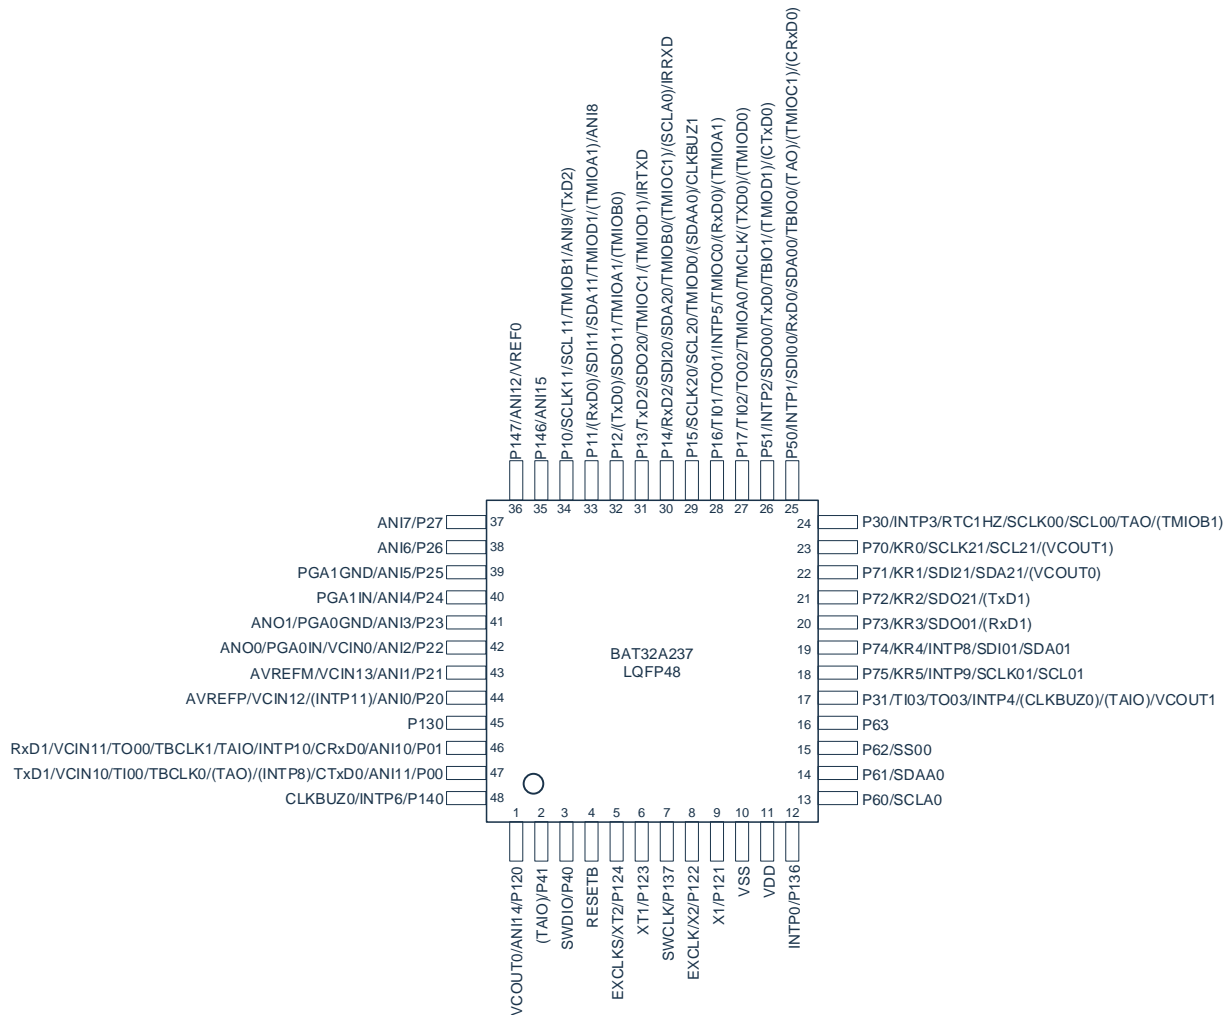 P147/ANI12/VREF0
P146/ANI15
P10/SCLK11/SCL11/TMIOB1/ANI9/(TxD2)
P11/(RxD0)/SDI11/SDA11/TMIOD1/(TMIOA1)/ANI8
P12/(TxD0)/SDO11/TMIOA1/(TMIOB0)
P13/TxD2/SDO20/TMIOC1/(TMIOD1)/IRTXD
P14/RxD2/SDI20/SDA20/TMIOB0/(TMIOC1)/(SCLA0)/IRRXD
P15/SCLK20/SCL20/TMIOD0/(SDAA0)/CLKBUZ1
P16/TI01/TO01/INTP5/TMIOC0/(RxD0)/(TMIOA1)
P17/TI02/TO02/TMIOA0/TMCLK/(TXD0)/(TMIOD0)
P51/INTP2/SDO00/TxD0/TBIO1/(TMIOD1)/(CTxD0)
P50/INTP1/SDI00/RxD0/SDA00/TBIO0/(TAO)/(TMIOC1)/(CRxD0)
36 35 34 33 32 31 30 29 28 27 26 25
ANI7/P27 37
ANI6/P26 38
PGA1GND/ANI5/P25 39
PGA1IN/ANI4/P24 40
ANO1/PGA0GND/ANI3/P23 41
ANO0/PGA0IN/VCIN0/ANI2/P22 42
AVREFM/VCIN13/ANI1/P21 43
AVREFP/VCIN12/(INTP11)/ANI0/P20 44
P130 45
RxD1/VCIN11/TO00/TBCLK1/TAIO/INTP10/CRxD0/ANI10/P01 46
TxD1/VCIN10/TI00/TBCLK0/(TAO)/(INTP8)/CTxD0/ANI11/P00 47
CLKBUZ0/INTP6/P140 48
BAT32A237
LQFP48
24 P30/INTP3/RTC1HZ/SCLK00/SCL00/TAO/(TMIOB1)
23 P70/KR0/SCLK21/SCL21/(VCOUT1)
22 P71/KR1/SDI21/SDA21/(VCOUT0)
21 P72/KR2/SDO21/(TxD1)
20 P73/KR3/SDO01/(RxD1)
19 P74/KR4/INTP8/SDI01/SDA01
18 P75/KR5/INTP9/SCLK01/SCL01
17 P31/TI03/TO03/INTP4/(CLKBUZ0)/(TAIO)/VCOUT1
16 P63
15 P62/SS00
14 P61/SDAA0
13 P60/SCLA0
1 2 3 4 5 6 7 8 9 10 11 12
VCOUT0/ANI14/P120
(TAIO)/P41
SWDIO/P40
RESETB
EXCLKS/XT2/P124
XT1/P123
SWCLK/P137
EXCLK/X2/P122
X1/P121
VSS
VDD
INTP0/P136